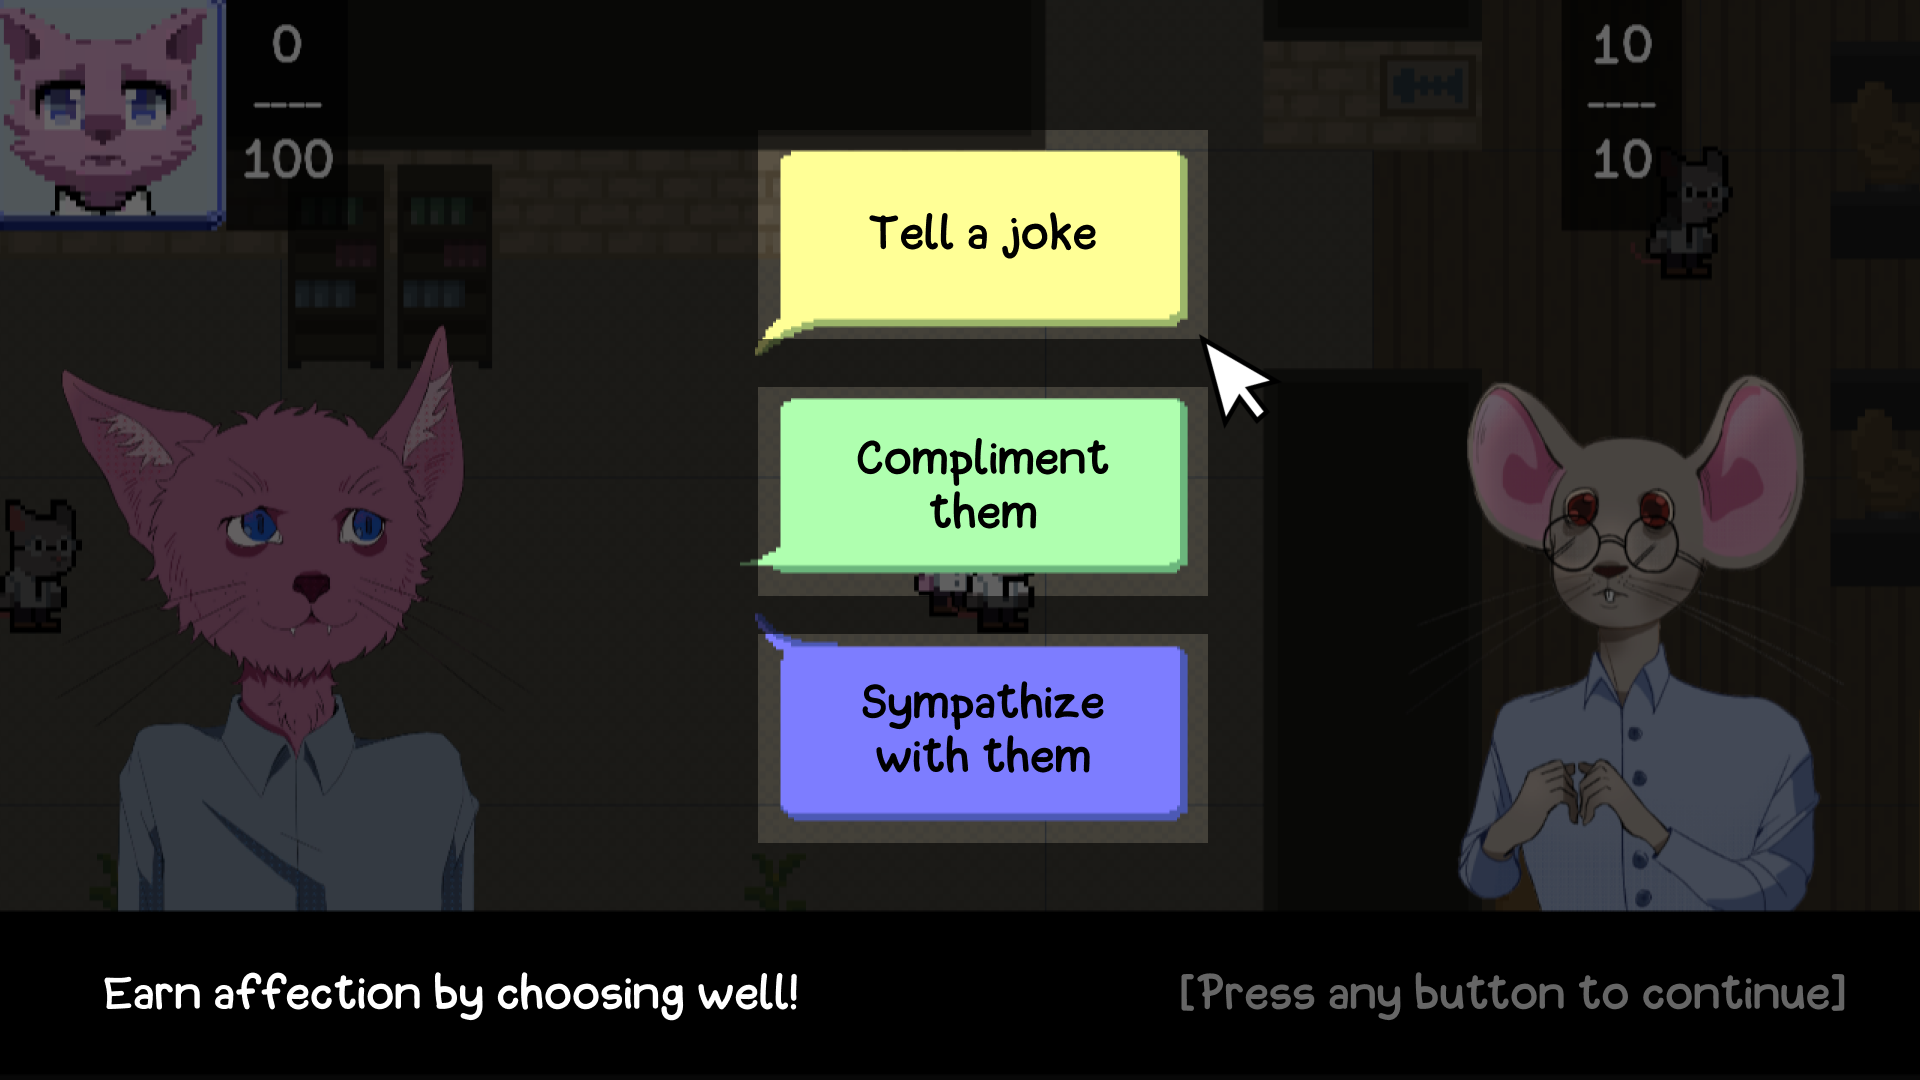 0
----
100
10
----
10
Tell a joke
Compliment
them
Sympathize
with them
Earn affection by choosing well!
[Press any button to continue]